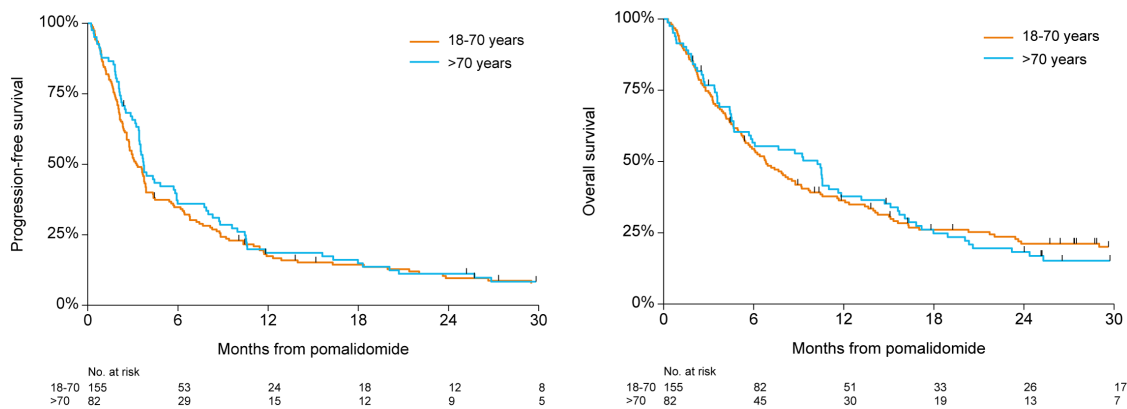 Progression-free survival
100%
75%
50%
25%
0%
18-70 years
>70 years
0 6 12 18 24 30
Months from pomalidomide
No. at risk
18-70 155 53 24 18 12 8
>70 82 29 15 12 9 5
Overall survival
100%
75%
50%
25%
0%
18-70 years
>70 years
0 6 12 18 24 30
Months from pomalidomide
No. at risk
18-70 155 82 51 33 26 17
>70 82 45 30 19 13 7